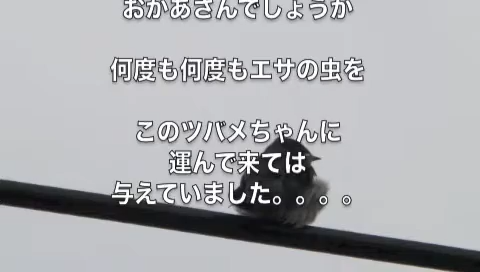 おかあさんでしょうか
何度も何度もエサの虫を
このツバメちゃんに
運んで来ては
与えていました。。。。